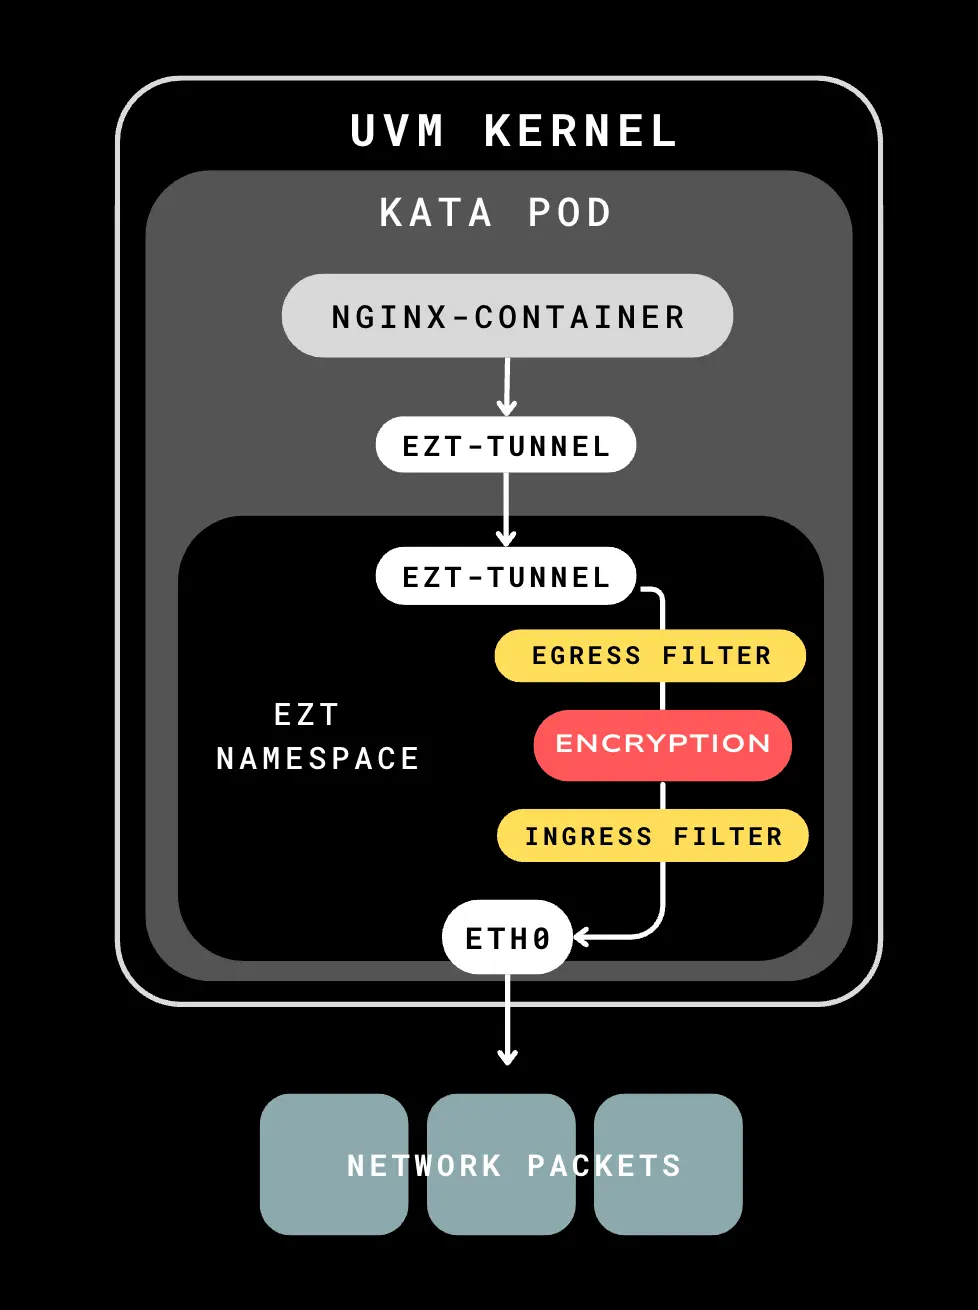 UVM KERNEL
KATA POD
NGINX-CONTAINER
EZT-TUNNEL
EZT-TUNNEL
EGRESS FILTER
EZT
NAMESPACE
ENCRYPTION
INGRESS FILTER
ETH0
NETWORK PACKETS